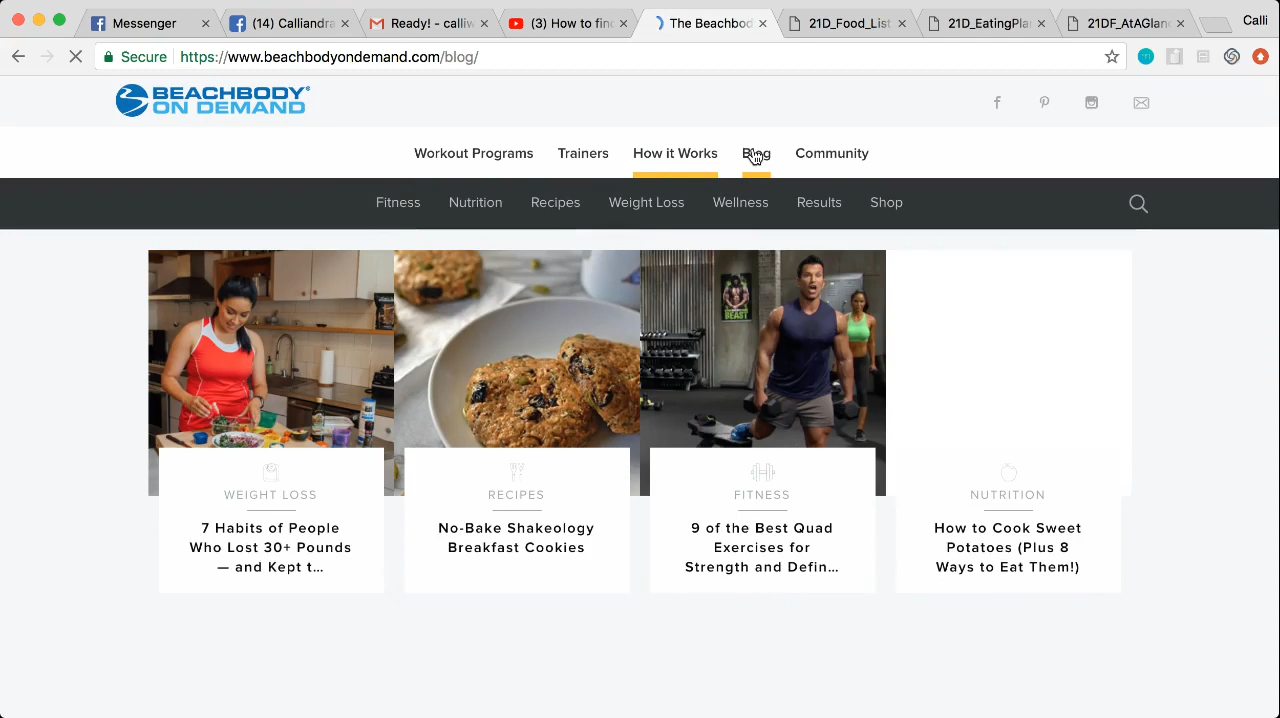 Messenger
(14) Calliandra
Ready! - calliw
(3) How to find
The Beachbod
21D_Food_List
21D_EatingPla
21DF_AtAGlanc
Calli
Secure
https://www.beachbodyondemand.com/blog/
BEACHBODY
ON DEMAND
Workout Programs
Trainers
How it Works
Blog
Community
Fitness
Nutrition
Recipes
Weight Loss
Wellness
Results
Shop
BEAST
WEIGHT LOSS
7 Habits of People
Who Lost 30+ Pounds
— and Kept t...
RECIPES
No-Bake Shakeology
Breakfast Cookies
FITNESS
9 of the Best Quad
Exercises for
Strength and Defin...
NUTRITION
How to Cook Sweet
Potatoes (Plus 8
Ways to Eat Them!)